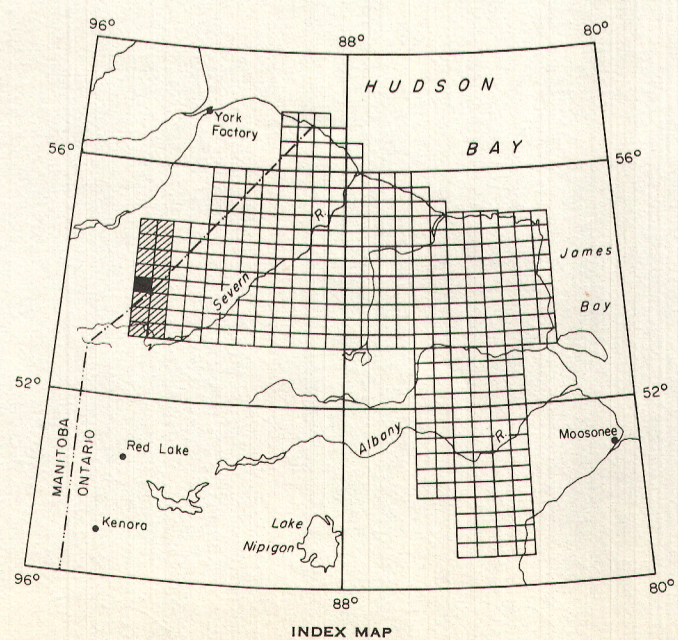 96°
88°
80°
HUDSON
York
Factory
BAY
56°
56°
R.
James
Severn
Bay
52°
52°
Albany
R.
Moosonee
MANITOBA
ONTARIO
Red Lake
Kenora
Lake
Nipigon
96°
88°
80°
INDEX MAP